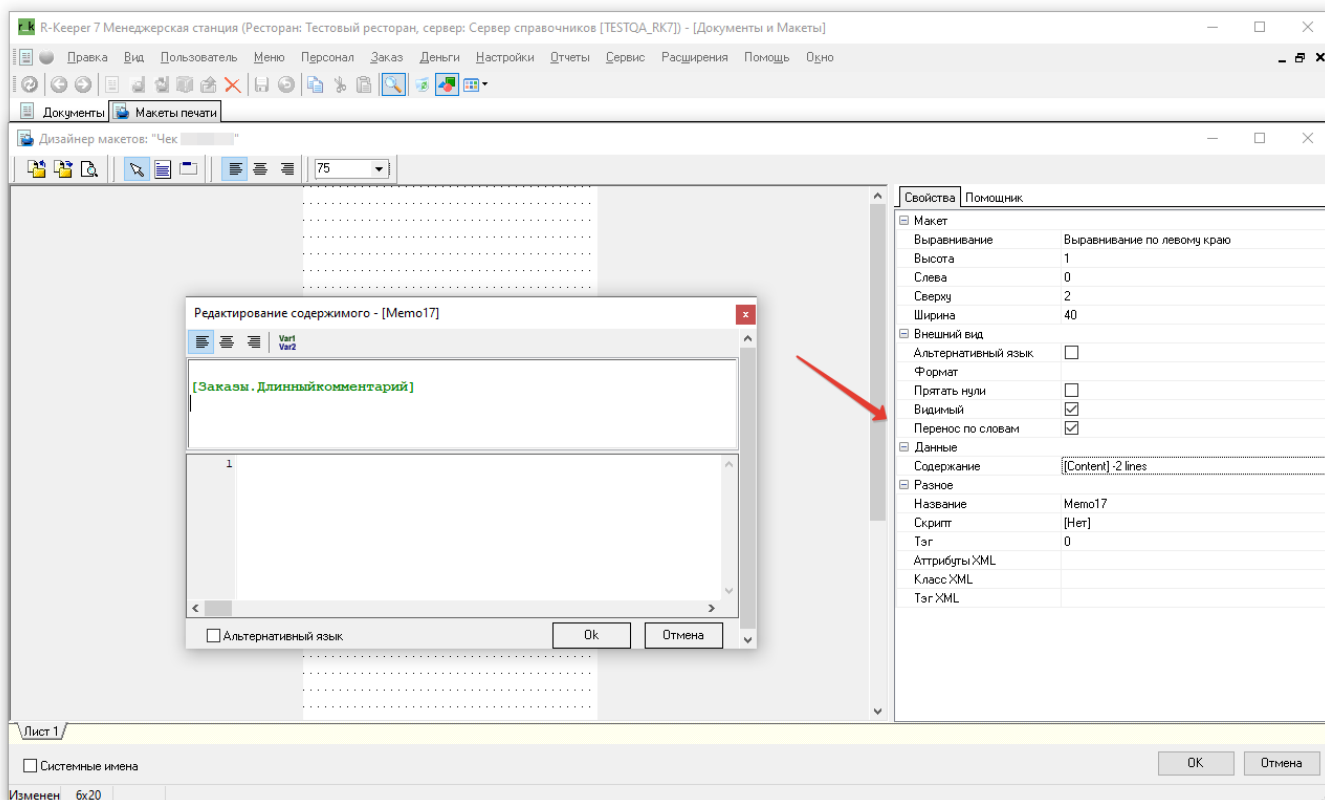 R-Keeper 7 Менеджерская станция (Ресторан: Тестовый ресторан, сервер: Сервер справочников [TESTQA_RK7]) - [Документы и Макеты]
Правка Вид Пользователь Меню Персонал Заказ Деньги Настройки Отчеты Сервис Расширения Помощь Окно
Документы Макеты печати
Дизайнер макетов: "Чек "
75
Свойства Помощник
Макет
Выравнивание Выравнивание по левому краю
Высота 1
Слева 0
Сверху 2
Ширина 40
Внешний вид
Альтернативный язык
Формат
Прятать нули
Видимый
Перенос по словам
Данные
Содержание [Content] -2 lines
Разное
Название Memo17
Скрипт [Нет]
Тэг 0
Аттрибуты XML
Класс XML
Тэг XML
Редактирование содержимого - [Memo17]
Var1
Var2
[Заказы.Длинныйкомментарий]
1
Альтернативный язык Ok Отмена
Лист 1
Системные имена OK Отмена
Изменен 6x20